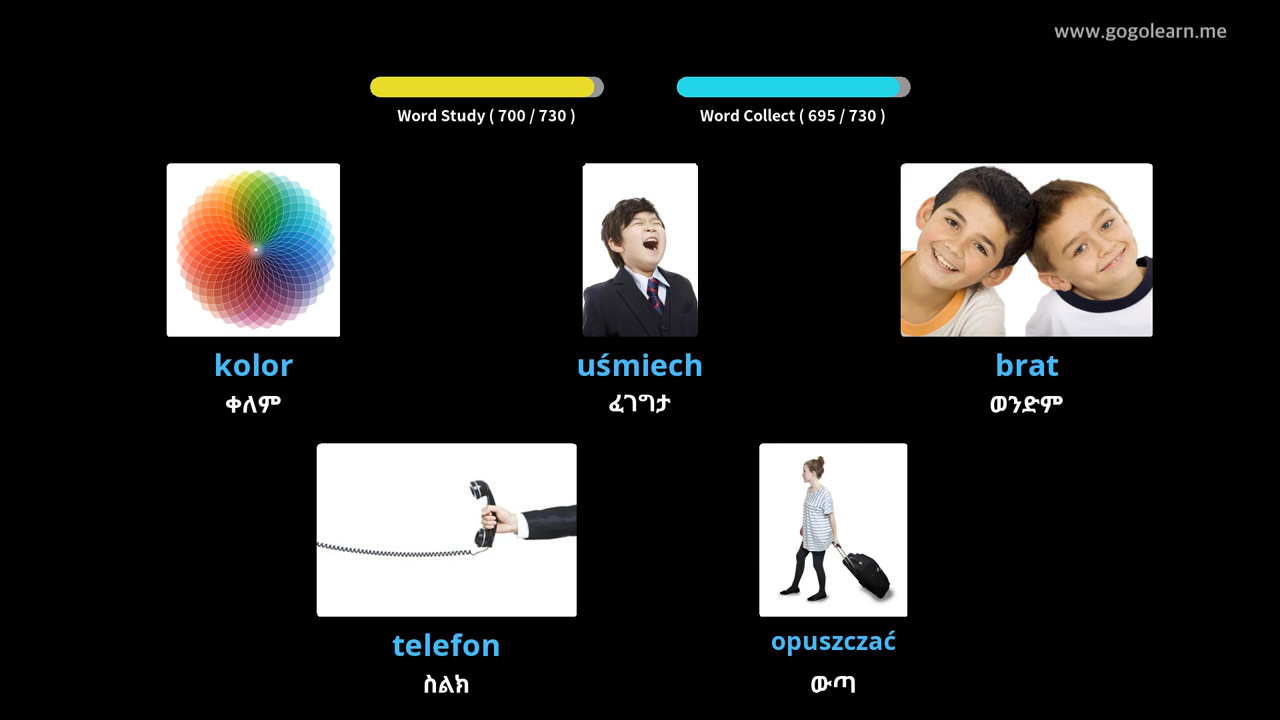 www.gogolearn.me
Word Study ( 700 / 730 )
Word Collect ( 695 / 730 )
kolor
ቀለም
uśmiech
ፈገግታ
brat
ወንድም
telefon
ስልክ
opuszczać
ውጣ